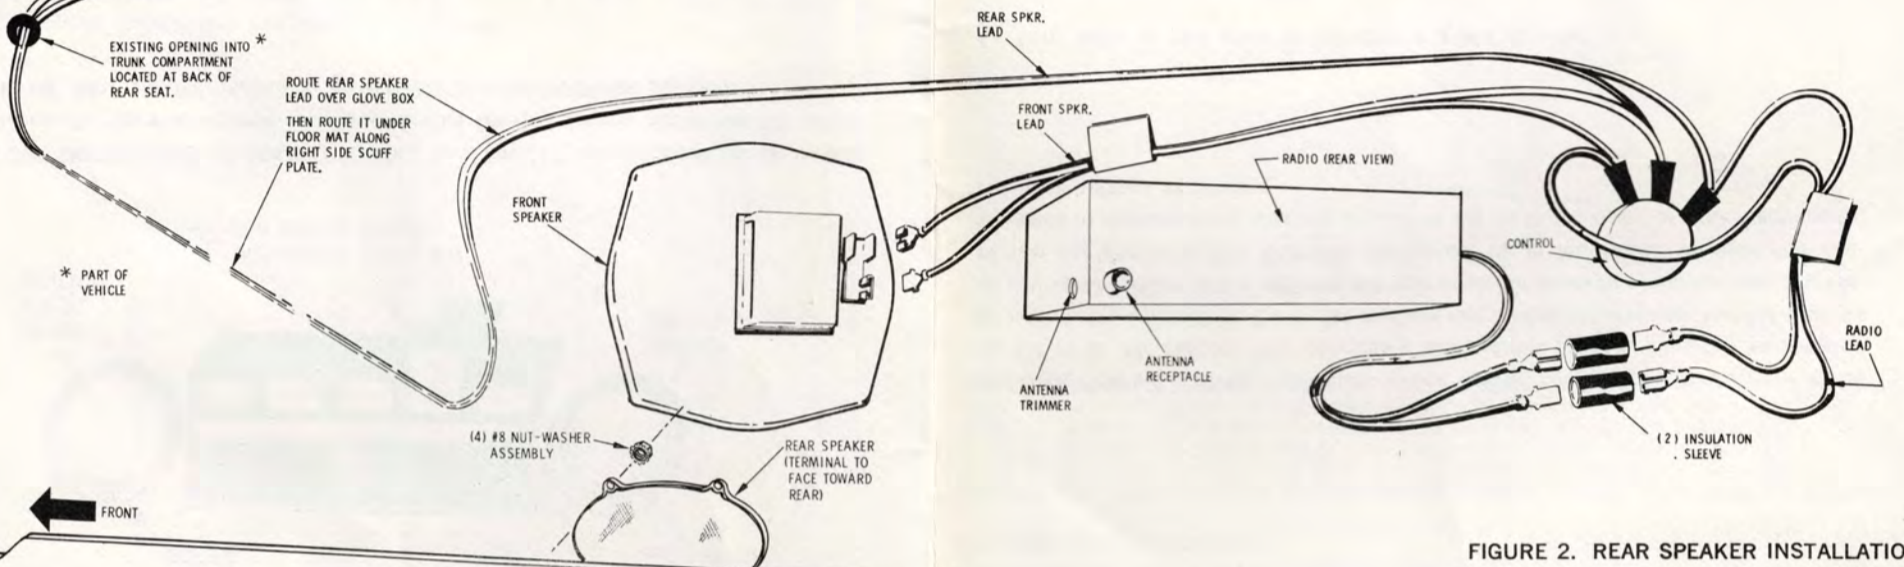 REAR SPKR.
LEAD
EXISTING OPENING INTO *
TRUNK COMPARTMENT
LOCATED AT BACK OF
REAR SEAT.
ROUTE REAR SPEAKER
LEAD OVER GLOVE BOX
THEN ROUTE IT UNDER
FLOOR MAT ALONG
RIGHT SIDE SCUFF
PLATE.
FRONT SPKR.
LEAD
RADIO (REAR VIEW)
FRONT
SPEAKER
CONTROL
* PART OF
VEHICLE
ANTENNA
RECEPTACLE
ANTENNA
TRIMMER
RADIO
LEAD
(4) #8 NUT-WASHER
ASSEMBLY
REAR SPEAKER
(TERMINAL TO
FACE TOWARD
REAR)
(2) INSULATION
. SLEEVE
FRONT
FIGURE 2. REAR SPEAKER INSTALLATIO